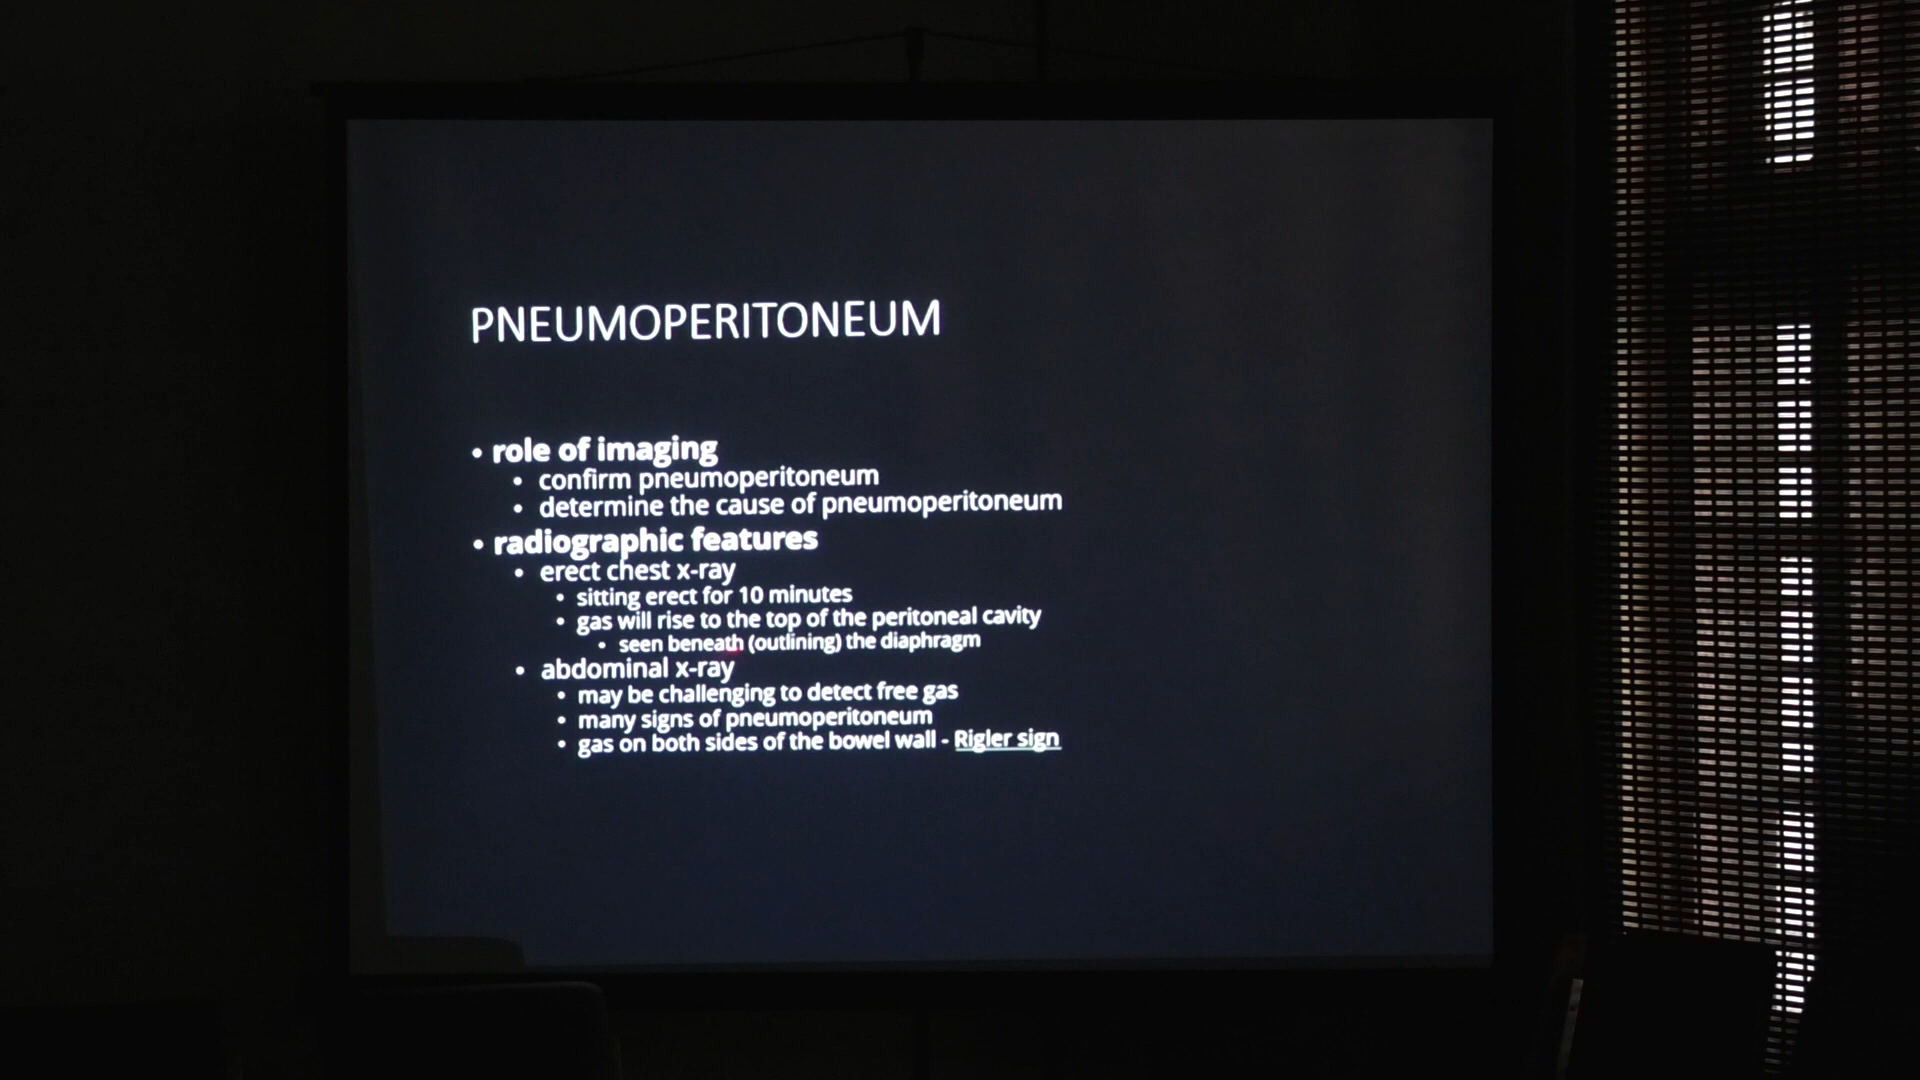 PNEUMOPERITONEUM
• role of imaging
• confirm pneumoperitoneum
• determine the cause of pneumoperitoneum
• radiographic features
• erect chest x-ray
• sitting erect for 10 minutes
• gas will rise to the top of the peritoneal cavity
• seen beneath (outlining) the diaphragm
• abdominal x-ray
• may be challenging to detect free gas
• many signs of pneumoperitoneum
• gas on both sides of the bowel wall - Rigler sign